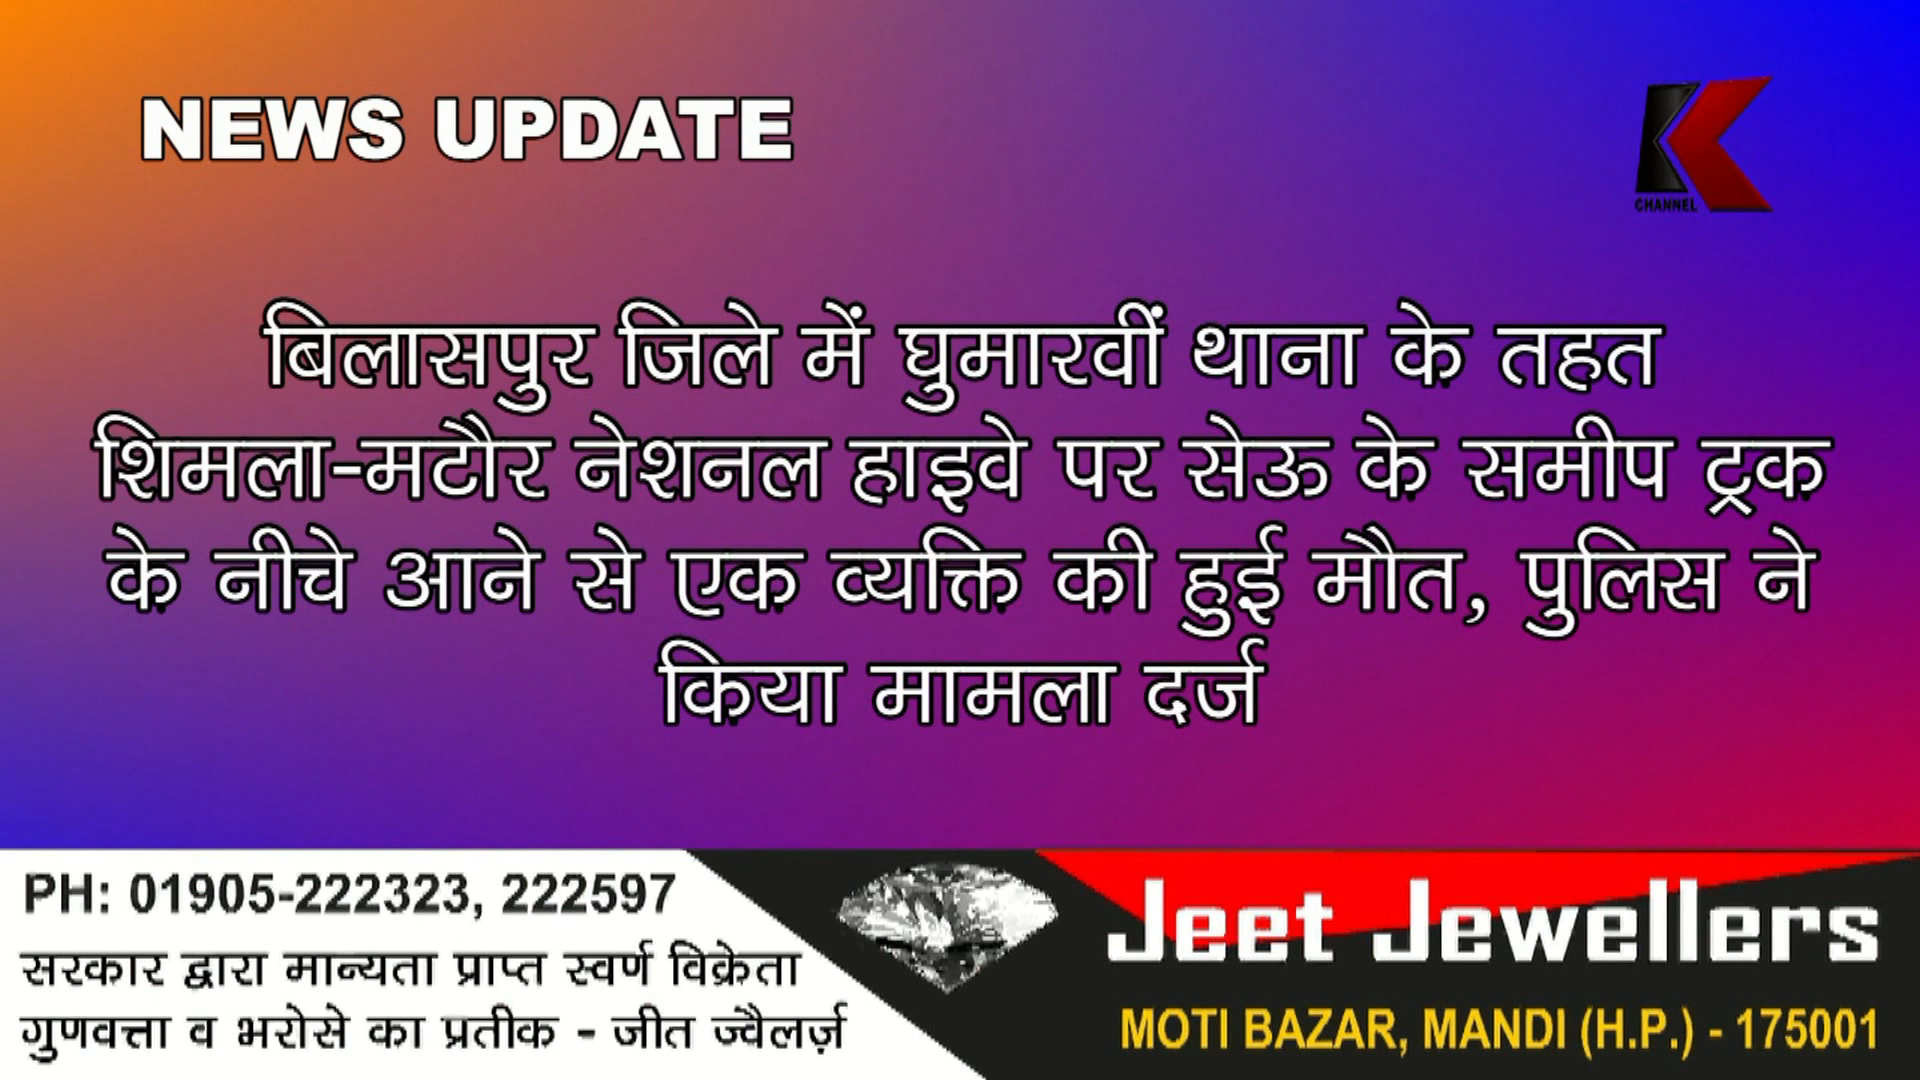 NEWS UPDATE
CHANNEL
बिलासपुर जिले में घुमारवीं थाना के तहत
शिमला-मटौर नेशनल हाइवे पर सेऊ के समीप ट्रक
के नीचे आने से एक व्यक्ति की हुई मौत, पुलिस ने
किया मामला दर्ज
PH: 01905-222323, 222597
सरकार द्वारा मान्यता प्राप्त स्वर्ण विक्रेता
गुणवत्ता व भरोसे का प्रतीक - जीत ज्वैलर्ज़
Jeet Jewellers
MOTI BAZAR, MANDI (H.P.) - 175001